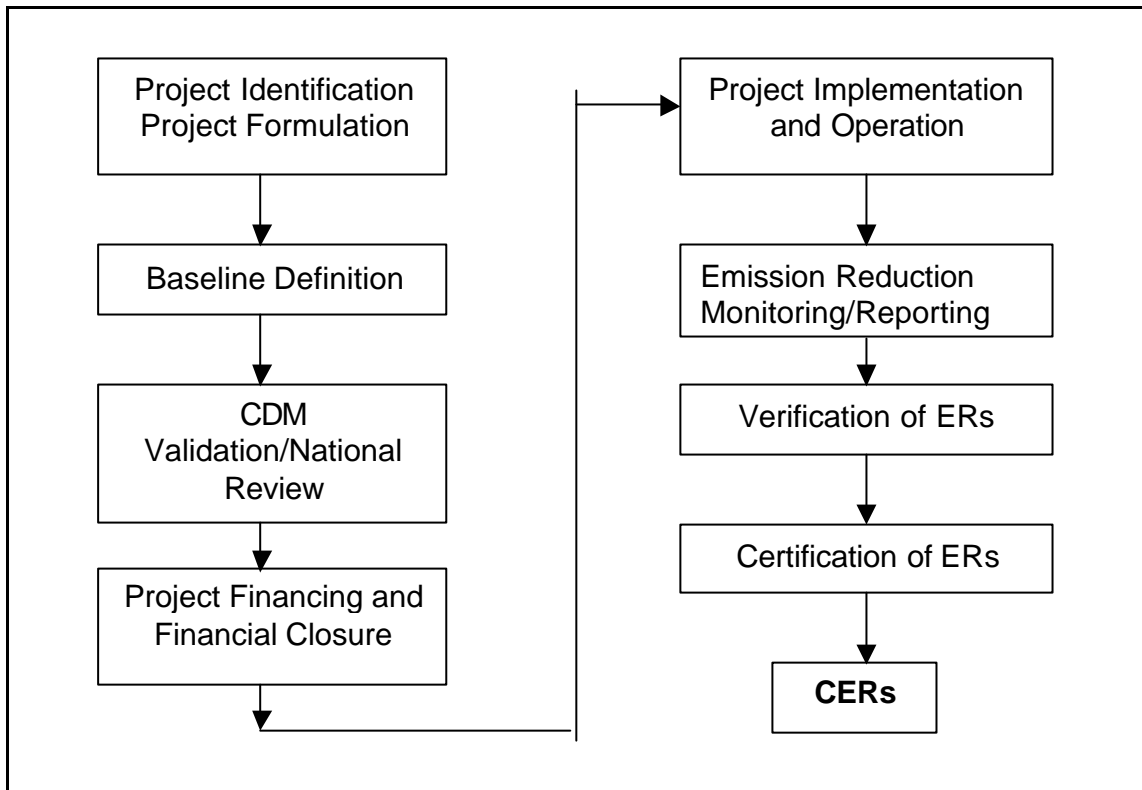 Project Identification
Project Formulation
Baseline Definition
CDM
Validation/National
Review
Project Financing and
Financial Closure
Project Implementation
and Operation
Emission Reduction
Monitoring/Reporting
Verification of ERs
Certification of ERs
CERs